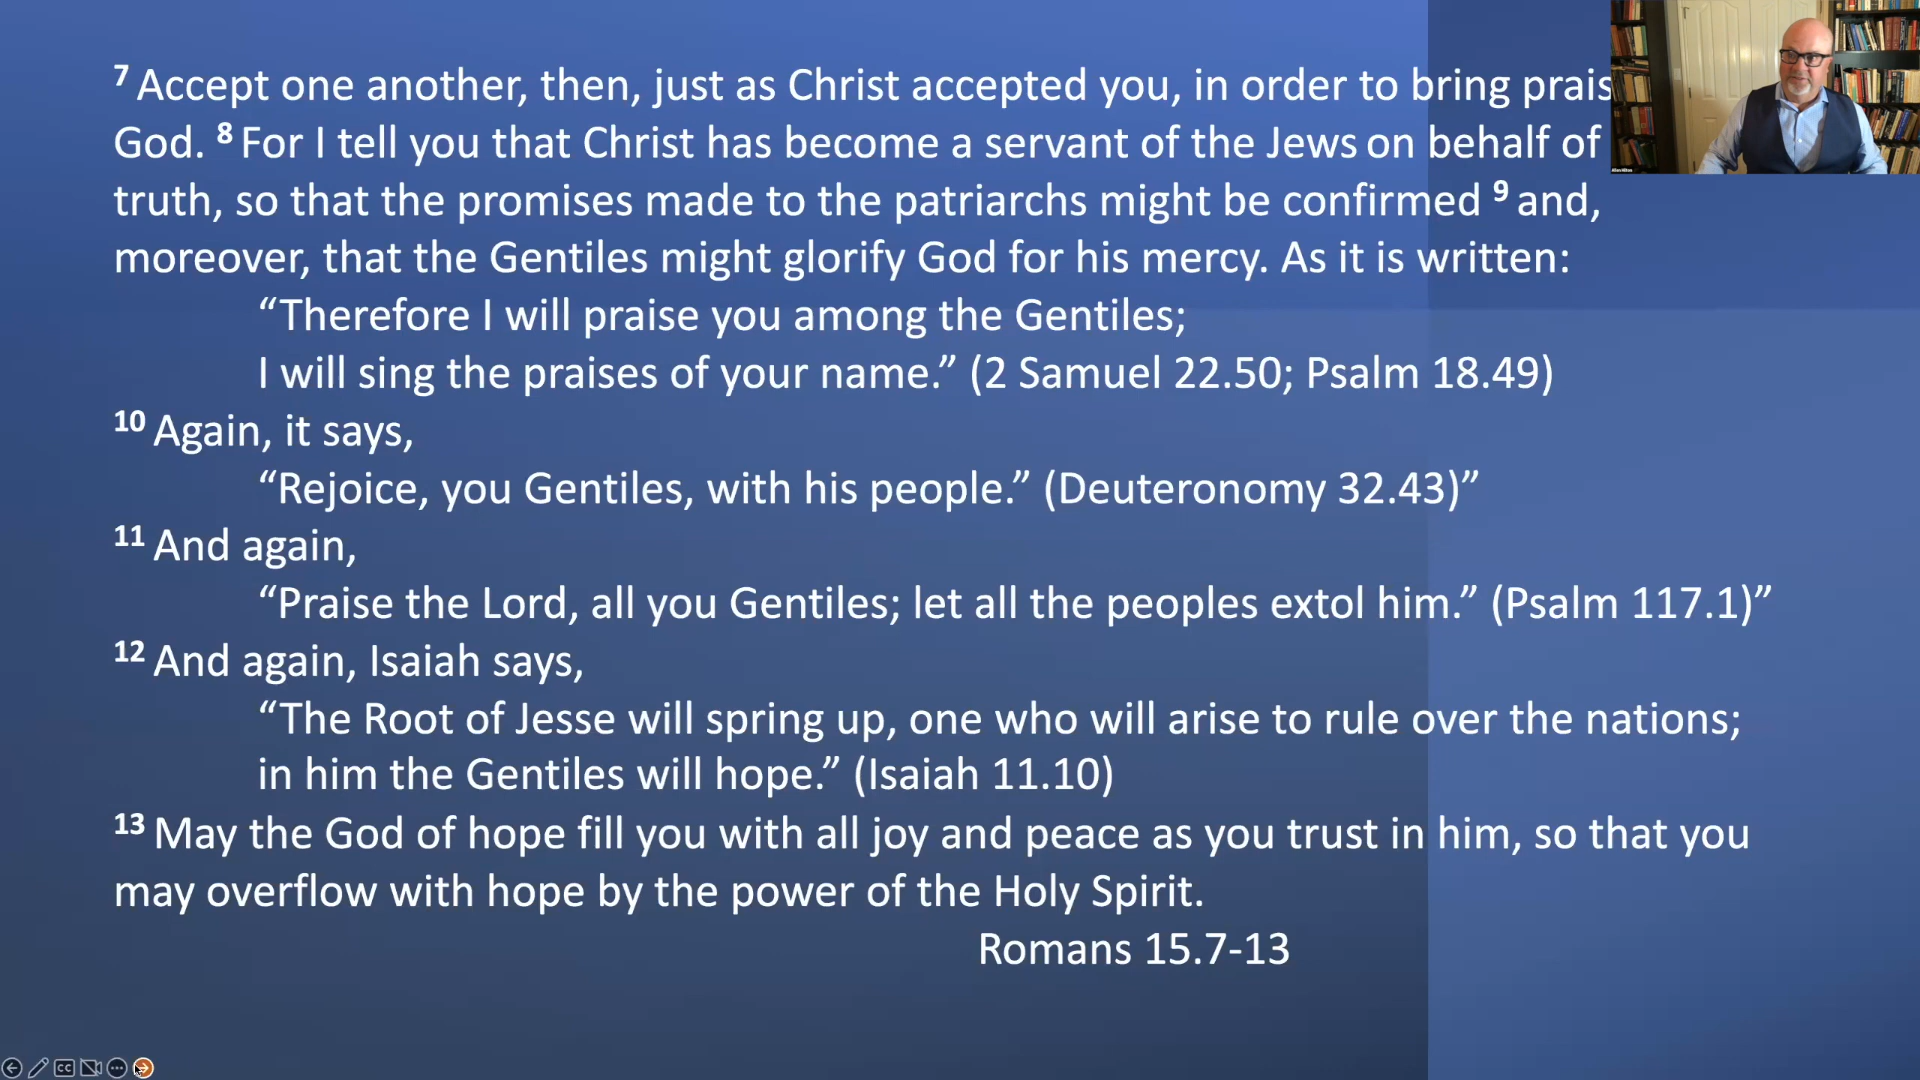 7 Accept one another, then, just as Christ accepted you, in order to bring prais
God. 8 For I tell you that Christ has become a servant of the Jews on behalf of
truth, so that the promises made to the patriarchs might be confirmed 9 and,
moreover, that the Gentiles might glorify God for his mercy. As it is written:
“Therefore I will praise you among the Gentiles;
I will sing the praises of your name.” (2 Samuel 22.50; Psalm 18.49)
10 Again, it says,
“Rejoice, you Gentiles, with his people.” (Deuteronomy 32.43)”
11 And again,
“Praise the Lord, all you Gentiles; let all the peoples extol him.” (Psalm 117.1)”
12 And again, Isaiah says,
“The Root of Jesse will spring up, one who will arise to rule over the nations;
in him the Gentiles will hope.” (Isaiah 11.10)
13 May the God of hope fill you with all joy and peace as you trust in him, so that you
may overflow with hope by the power of the Holy Spirit.
Romans 15.7-13
CC